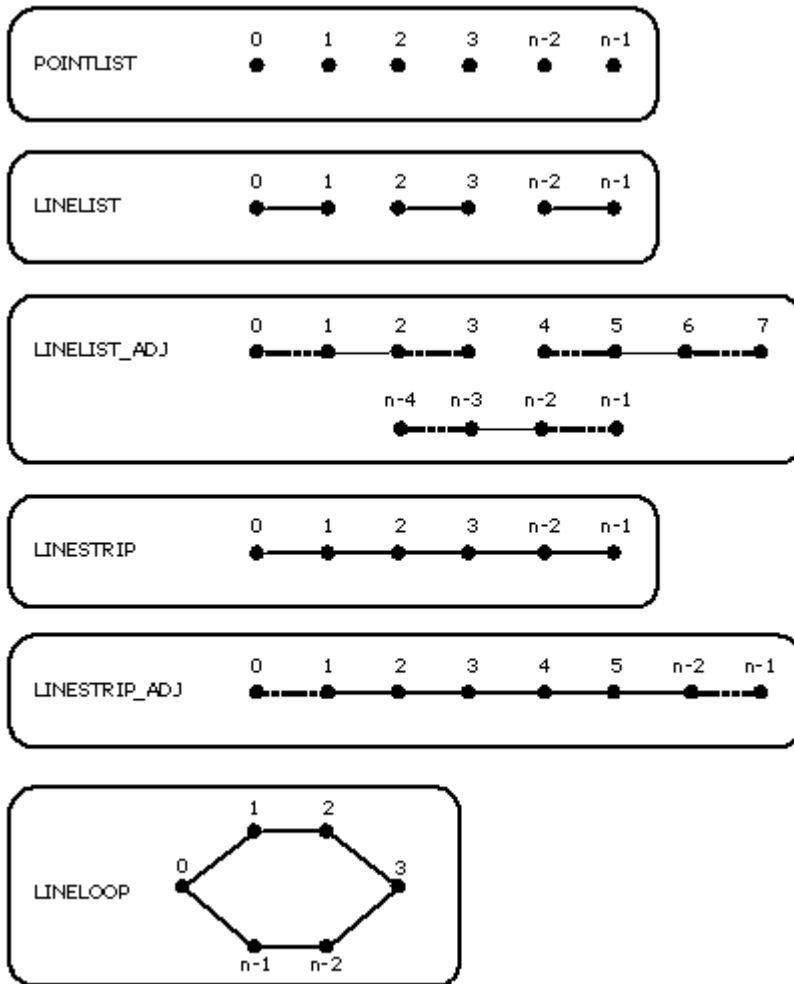 0 1 2 3 n-2 n-1
POINTLIST
0 1 2 3 n-2 n-1
LINELIST
0 1 2 3 4 5 6 7
LINELIST_ADJ
n-4 n-3 n-2 n-1
0 1 2 3 n-2 n-1
LINESTRIP
0 1 2 3 4 5 n-2 n-1
LINESTRIP_ADJ
1 2
0 3
LINELOOP
n-1 n-2